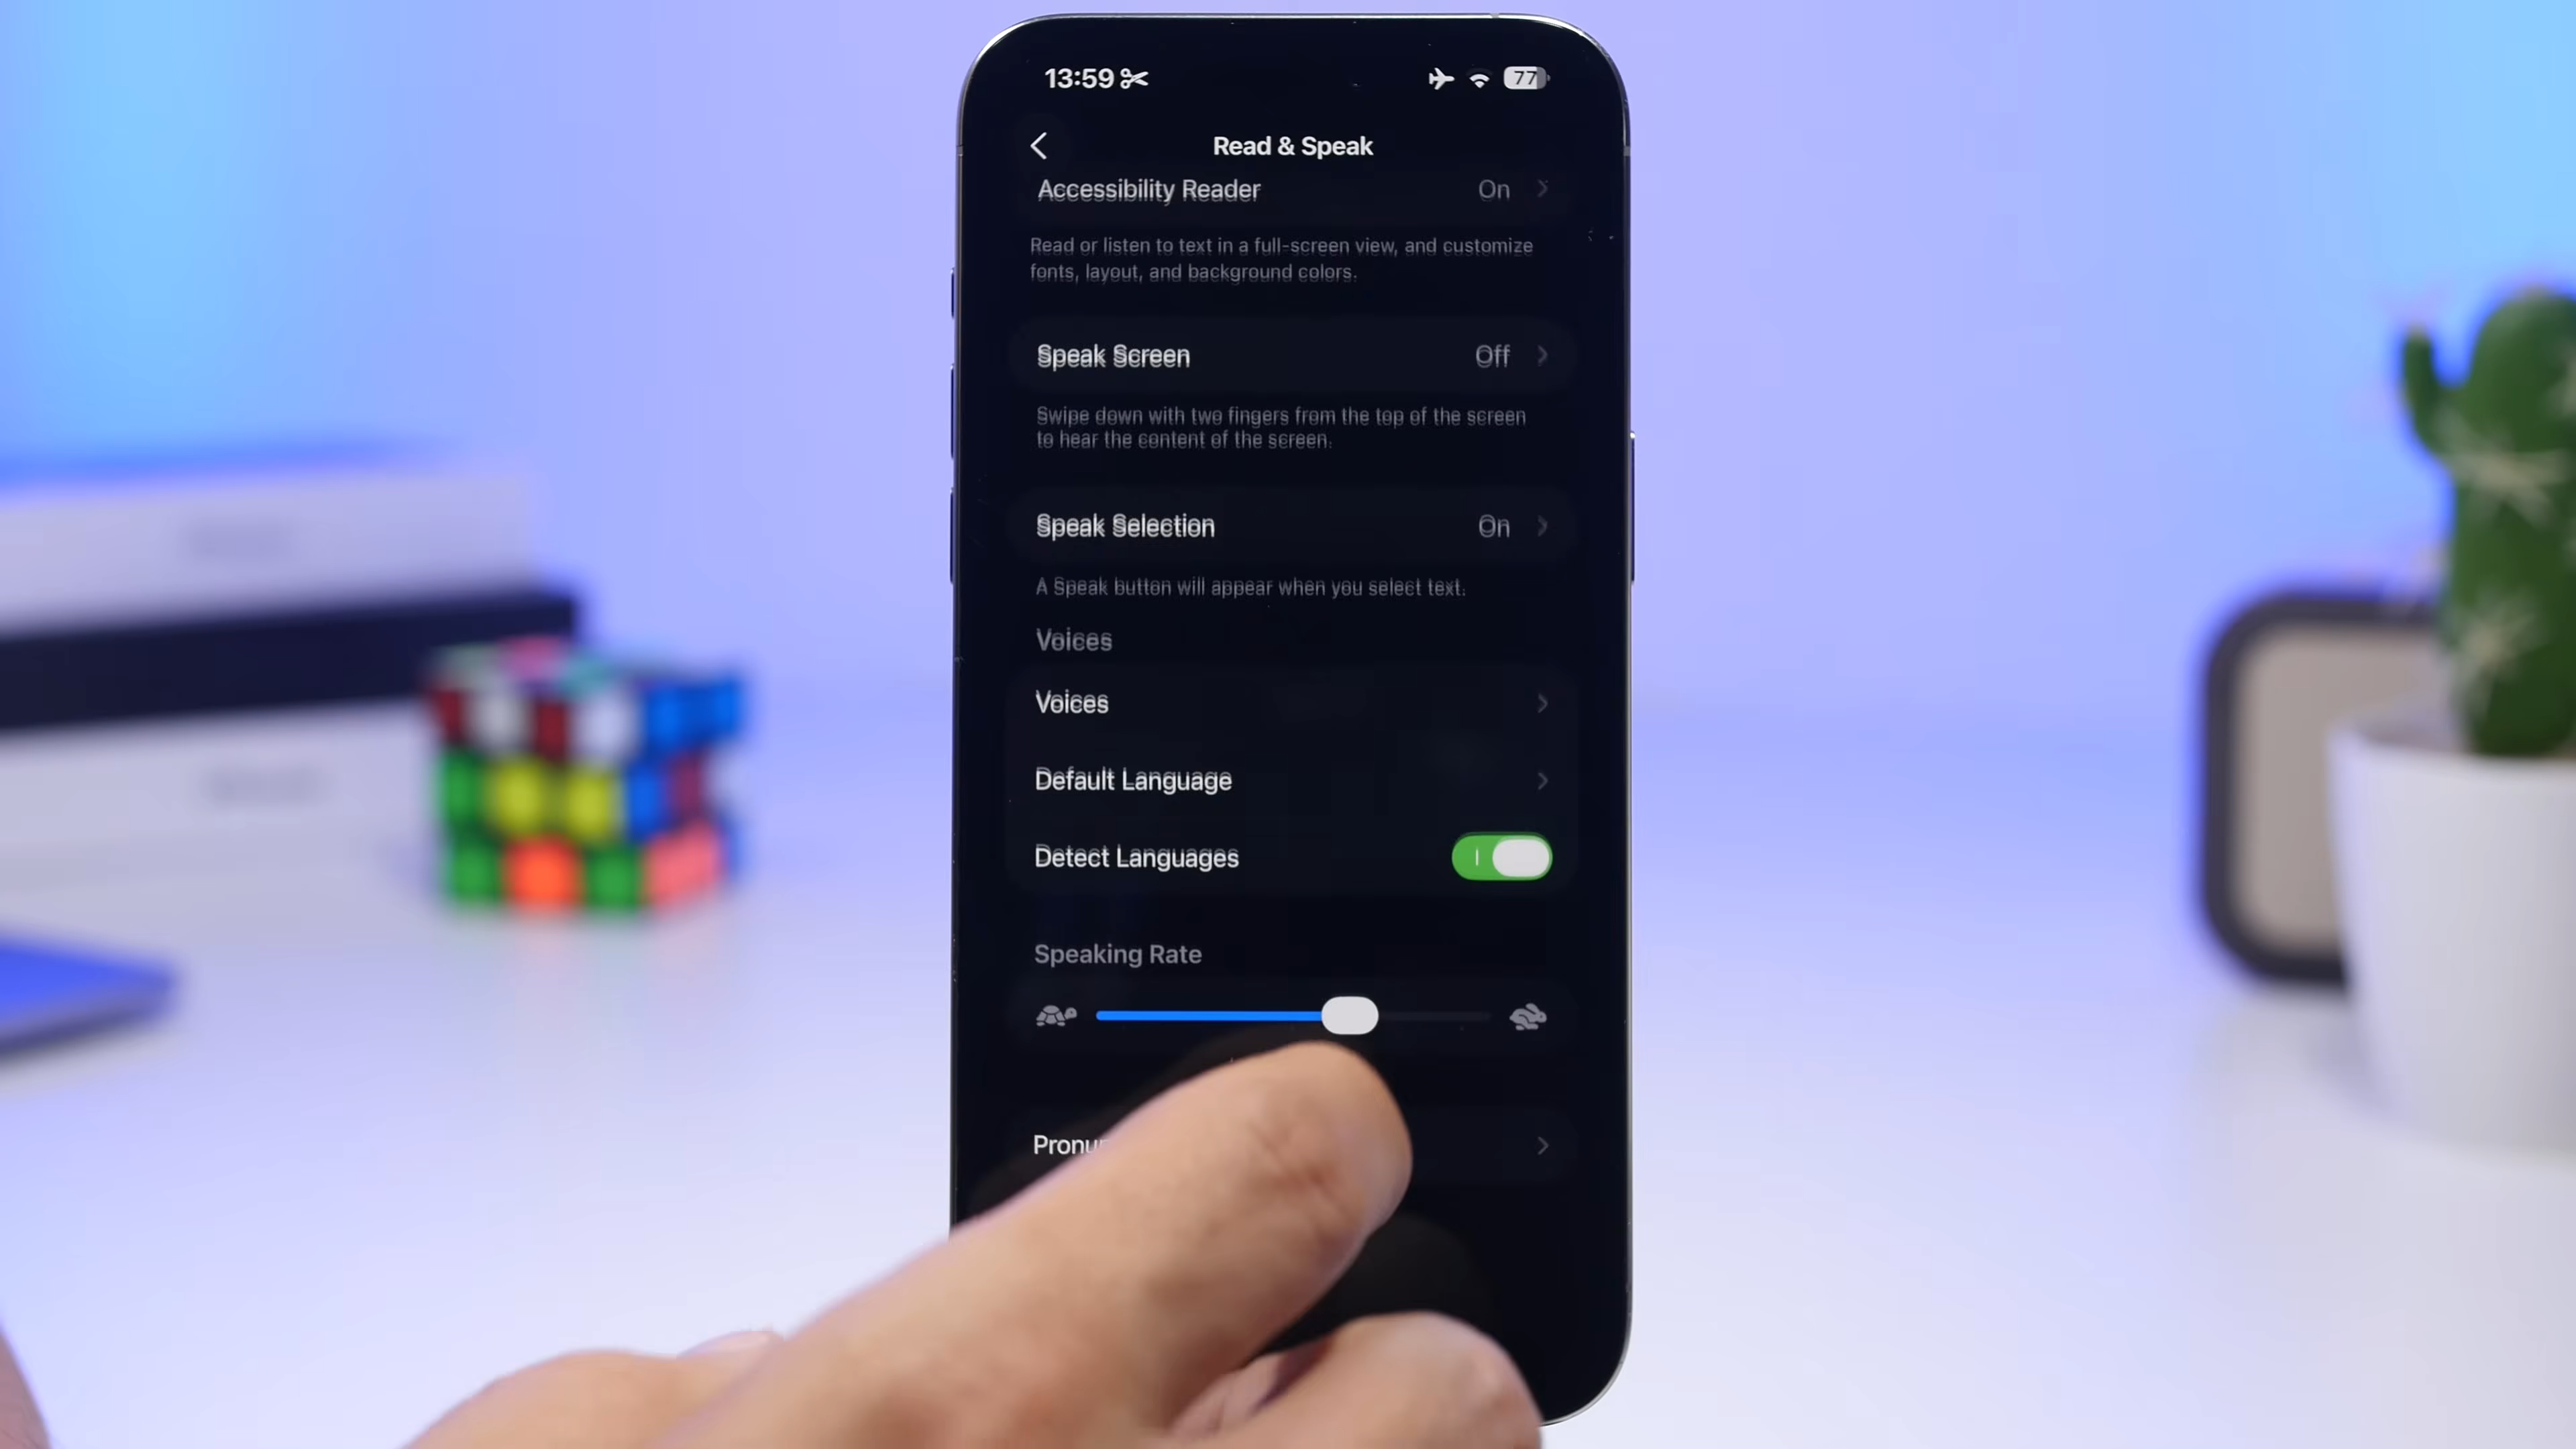 13:59
77
Read & Speak
Accessibility Reader On
Read or listen to text in a full-screen view, and customize
fonts, layout, and background colors.
Speak Screen Off
Swipe down with two fingers from the top of the screen
to hear the content of the screen.
Speak Selection On
A Speak button will appear when you select text.
Voices
Voices
Default Language
Detect Languages
Speaking Rate